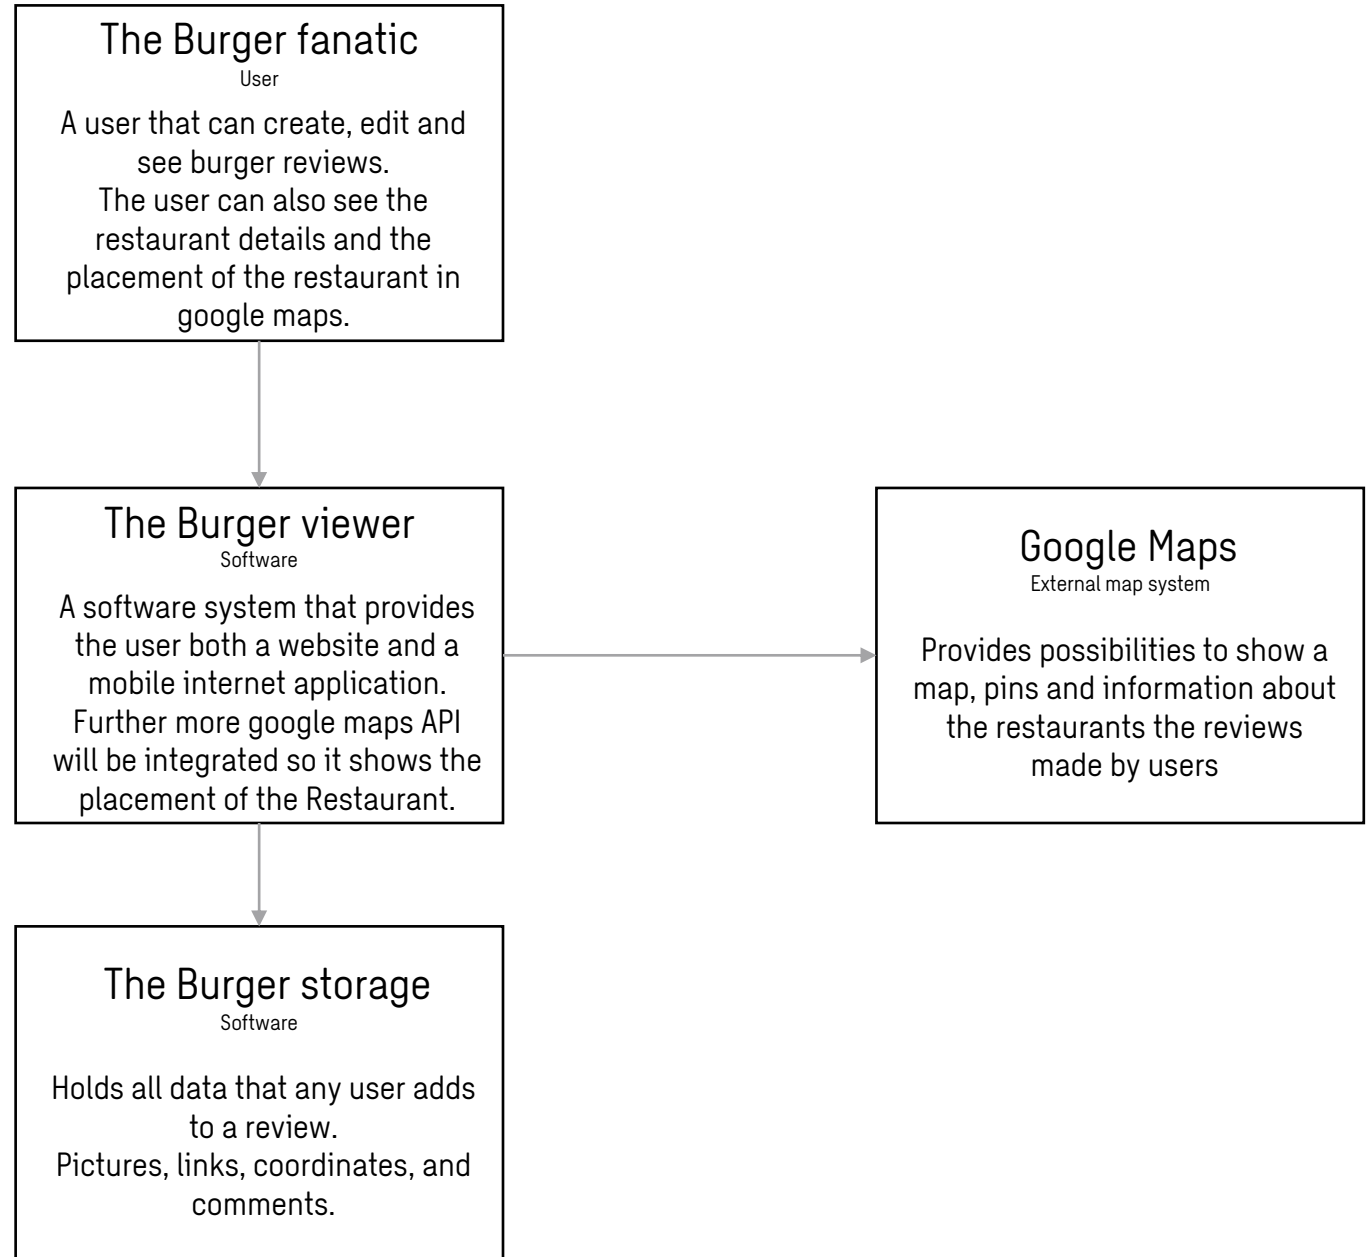 The Burger fanatic
User
A user that can create, edit and
see burger reviews.
The user can also see the
restaurant details and the
placement of the restaurant in
google maps.
The Burger viewer
Software
A software system that provides
the user both a website and a
mobile internet application.
Further more google maps API
will be integrated so it shows the
placement of the Restaurant.
Google Maps
External map system
Provides possibilities to show a
map, pins and information about
the restaurants the reviews
made by users
The Burger storage
Software
Holds all data that any user adds
to a review.
Pictures, links, coordinates, and
comments.